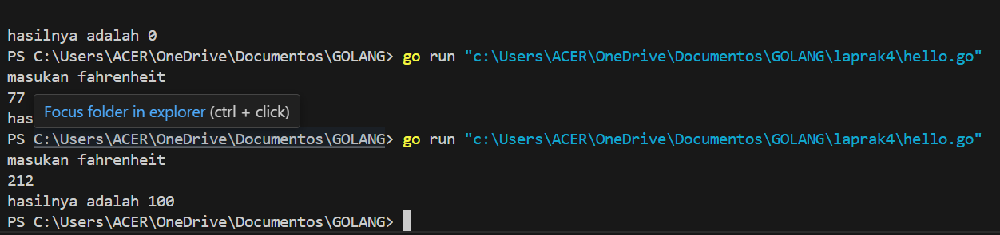 hasilnya adalah 0
PS C:\Users\ACER\OneDrive\Documentos\GOLANG> go run "c:\Users\ACER\OneDrive\Documentos\GOLANG\laprak4\hello.go"
masukan fahrenheit
77
Focus folder in explorer (ctrl + click)
has
PS C:\Users\ACER\OneDrive\Documentos\GOLANG> go run "c:\Users\ACER\OneDrive\Documentos\GOLANG\laprak4\hello.go"
masukan fahrenheit
212
hasilnya adalah 100
PS C:\Users\ACER\OneDrive\Documentos\GOLANG>